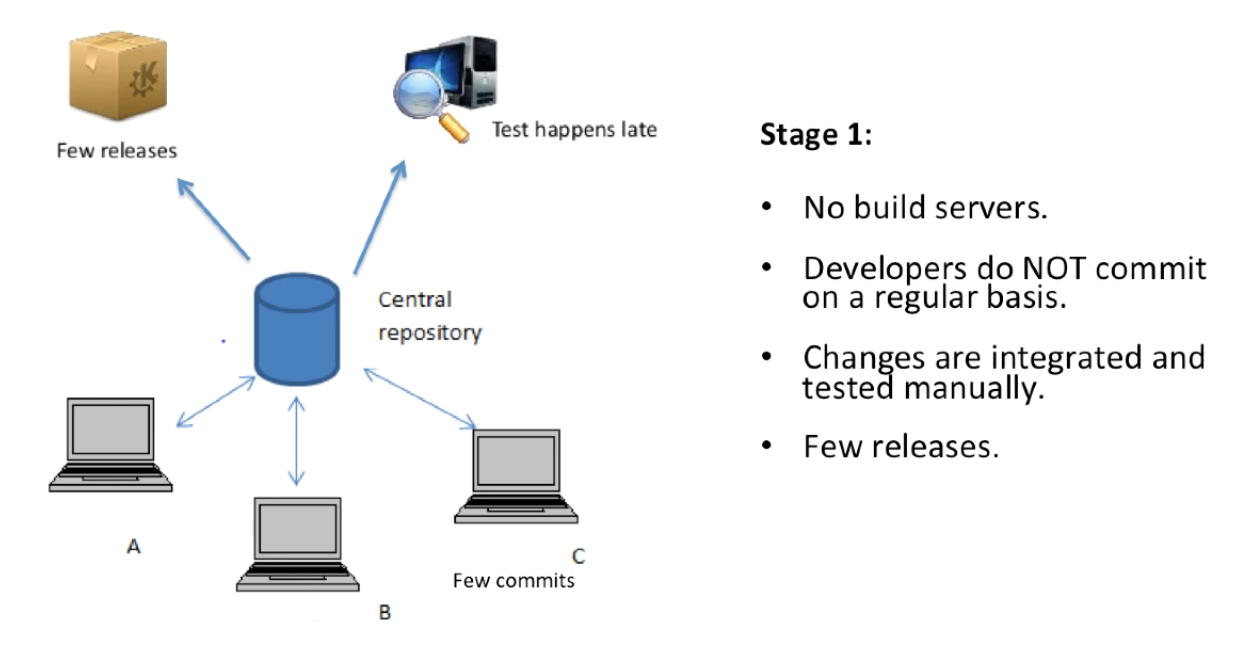 Few releases
Test happens late
Central
repository
A
B
C
Few commits
Stage 1:
• No build servers.
• Developers do NOT commit
on a regular basis.
• Changes are integrated and
tested manually.
• Few releases.